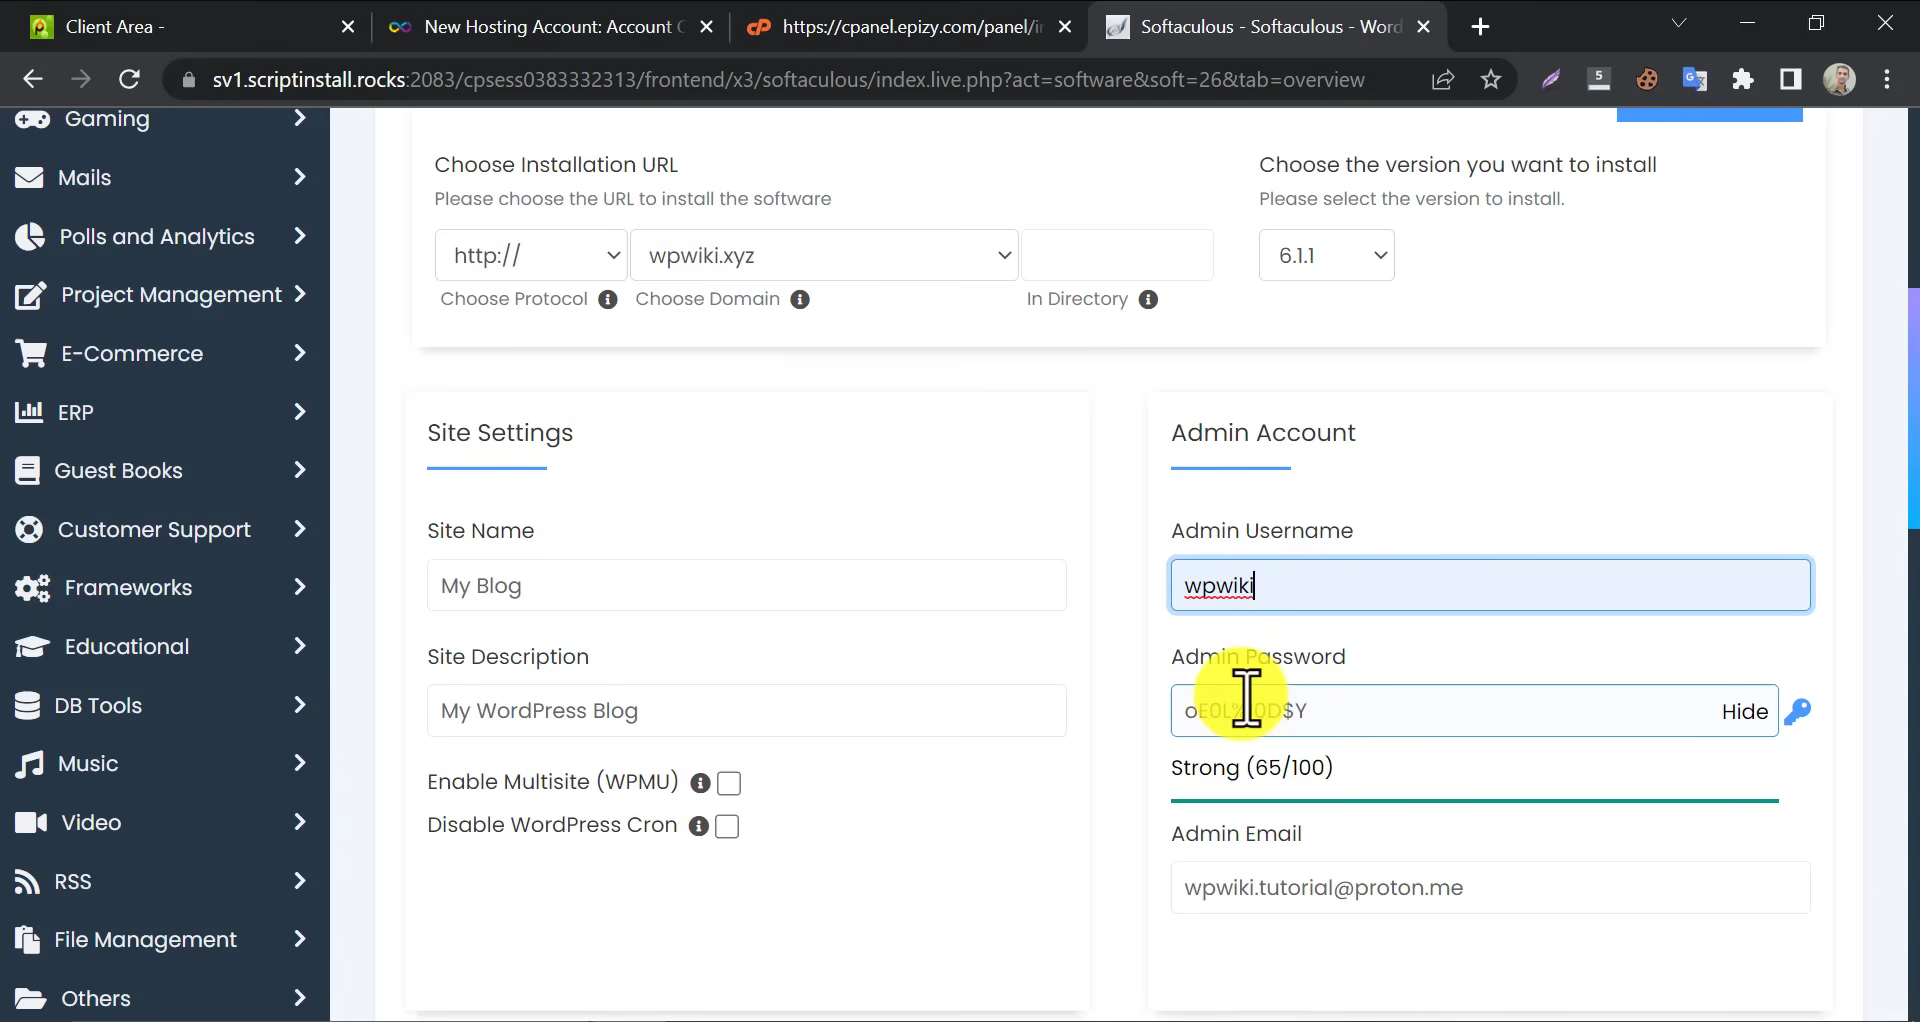 Client Area -
New Hosting Account: Account C
https://cpanel.epizy.com/panel/in
Softaculous - Softaculous - Word
sv1.scriptinstall.rocks:2083/cpsess0383332313/frontend/x3/softaculous/index.live.php?act=software&soft=26&tab=overview
5
Gaming
Mails
Polls and Analytics
Project Management
E-Commerce
ERP
Guest Books
Customer Support
Frameworks
Educational
DB Tools
Music
Video
RSS
File Management
Others
Choose Installation URL
Please choose the URL to install the software
http://
wpwiki.xyz
Choose Protocol
Choose Domain
In Directory
Choose the version you want to install
Please select the version to install.
6.1.1
Site Settings
Site Name
My Blog
Site Description
My WordPress Blog
Enable Multisite (WPMU)
Disable WordPress Cron
Admin Account
Admin Username
wpwiki
Admin Password
Hide
Strong (65/100)
Admin Email
wpwiki.tutorial@proton.me